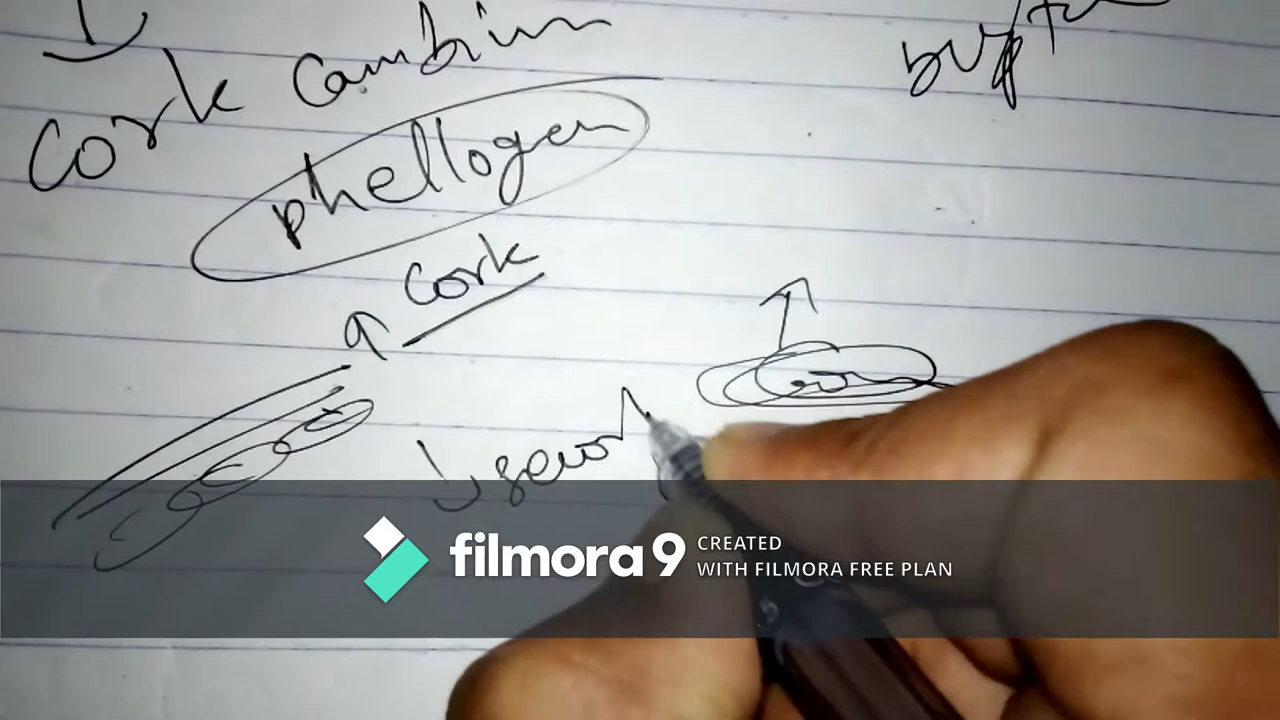 Cork Cambium
phellogen
Cork
filmora9 CREATED
WITH FILMORA FREE PLAN